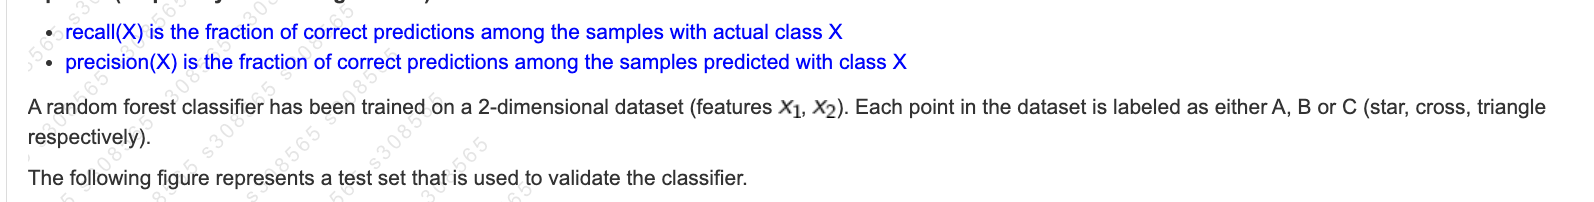 • recall(X) is the fraction of correct predictions among the samples with actual class X
• precision(X) is the fraction of correct predictions among the samples predicted with class X
A random forest classifier has been trained on a 2-dimensional dataset (features X₁, X₂). Each point in the dataset is labeled as either A, B or C (star, cross, triangle
respectively).
The following figure represents a test set that is used to validate the classifier.